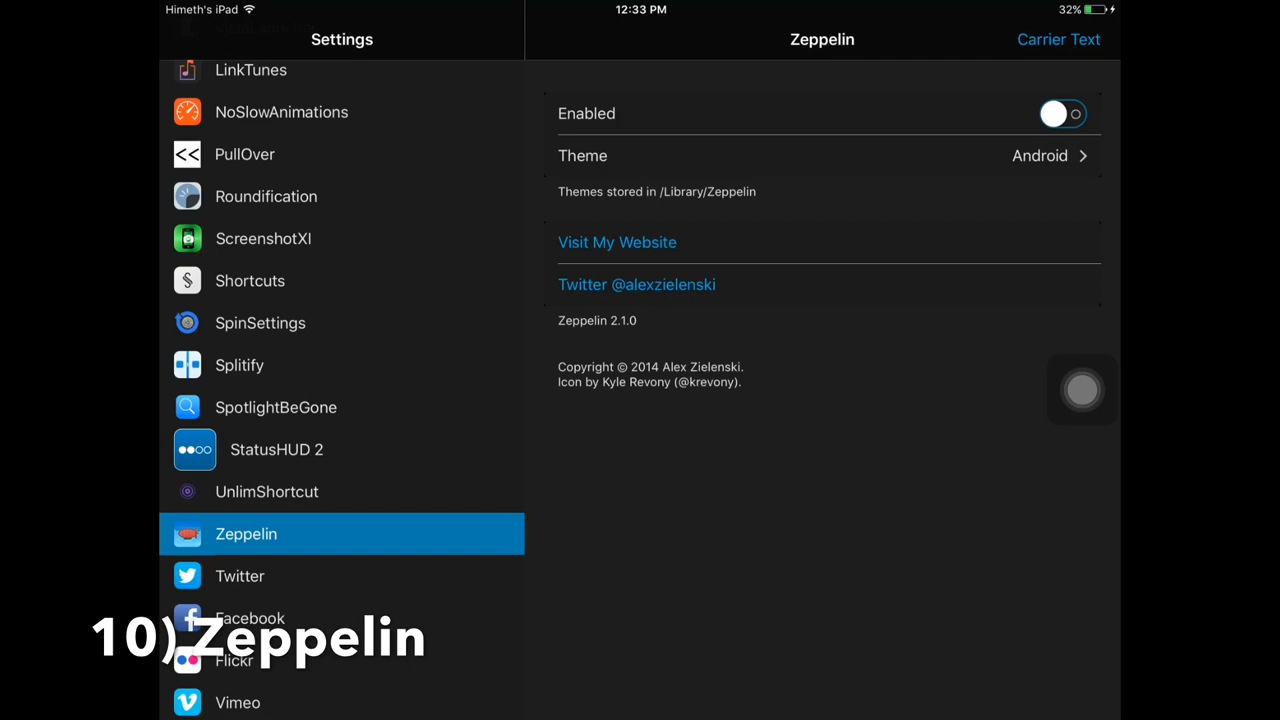 Himeth's iPad
12:33 PM
32%
Settings
Zeppelin
Carrier Text
LinkTunes
NoSlowAnimations
PullOver
Roundification
ScreenshotXI
Shortcuts
SpinSettings
Splitify
SpotlightBeGone
StatusHUD 2
UnlimShortcut
Zeppelin
Twitter
Facebook
Flickr
Vimeo
Enabled
Theme
Android
Themes stored in /Library/Zeppelin
Visit My Website
Twitter @alexzielenski
Zeppelin 2.1.0
Copyright © 2014 Alex Zielenski.
Icon by Kyle Revony (@krevony).
10) Zeppelin